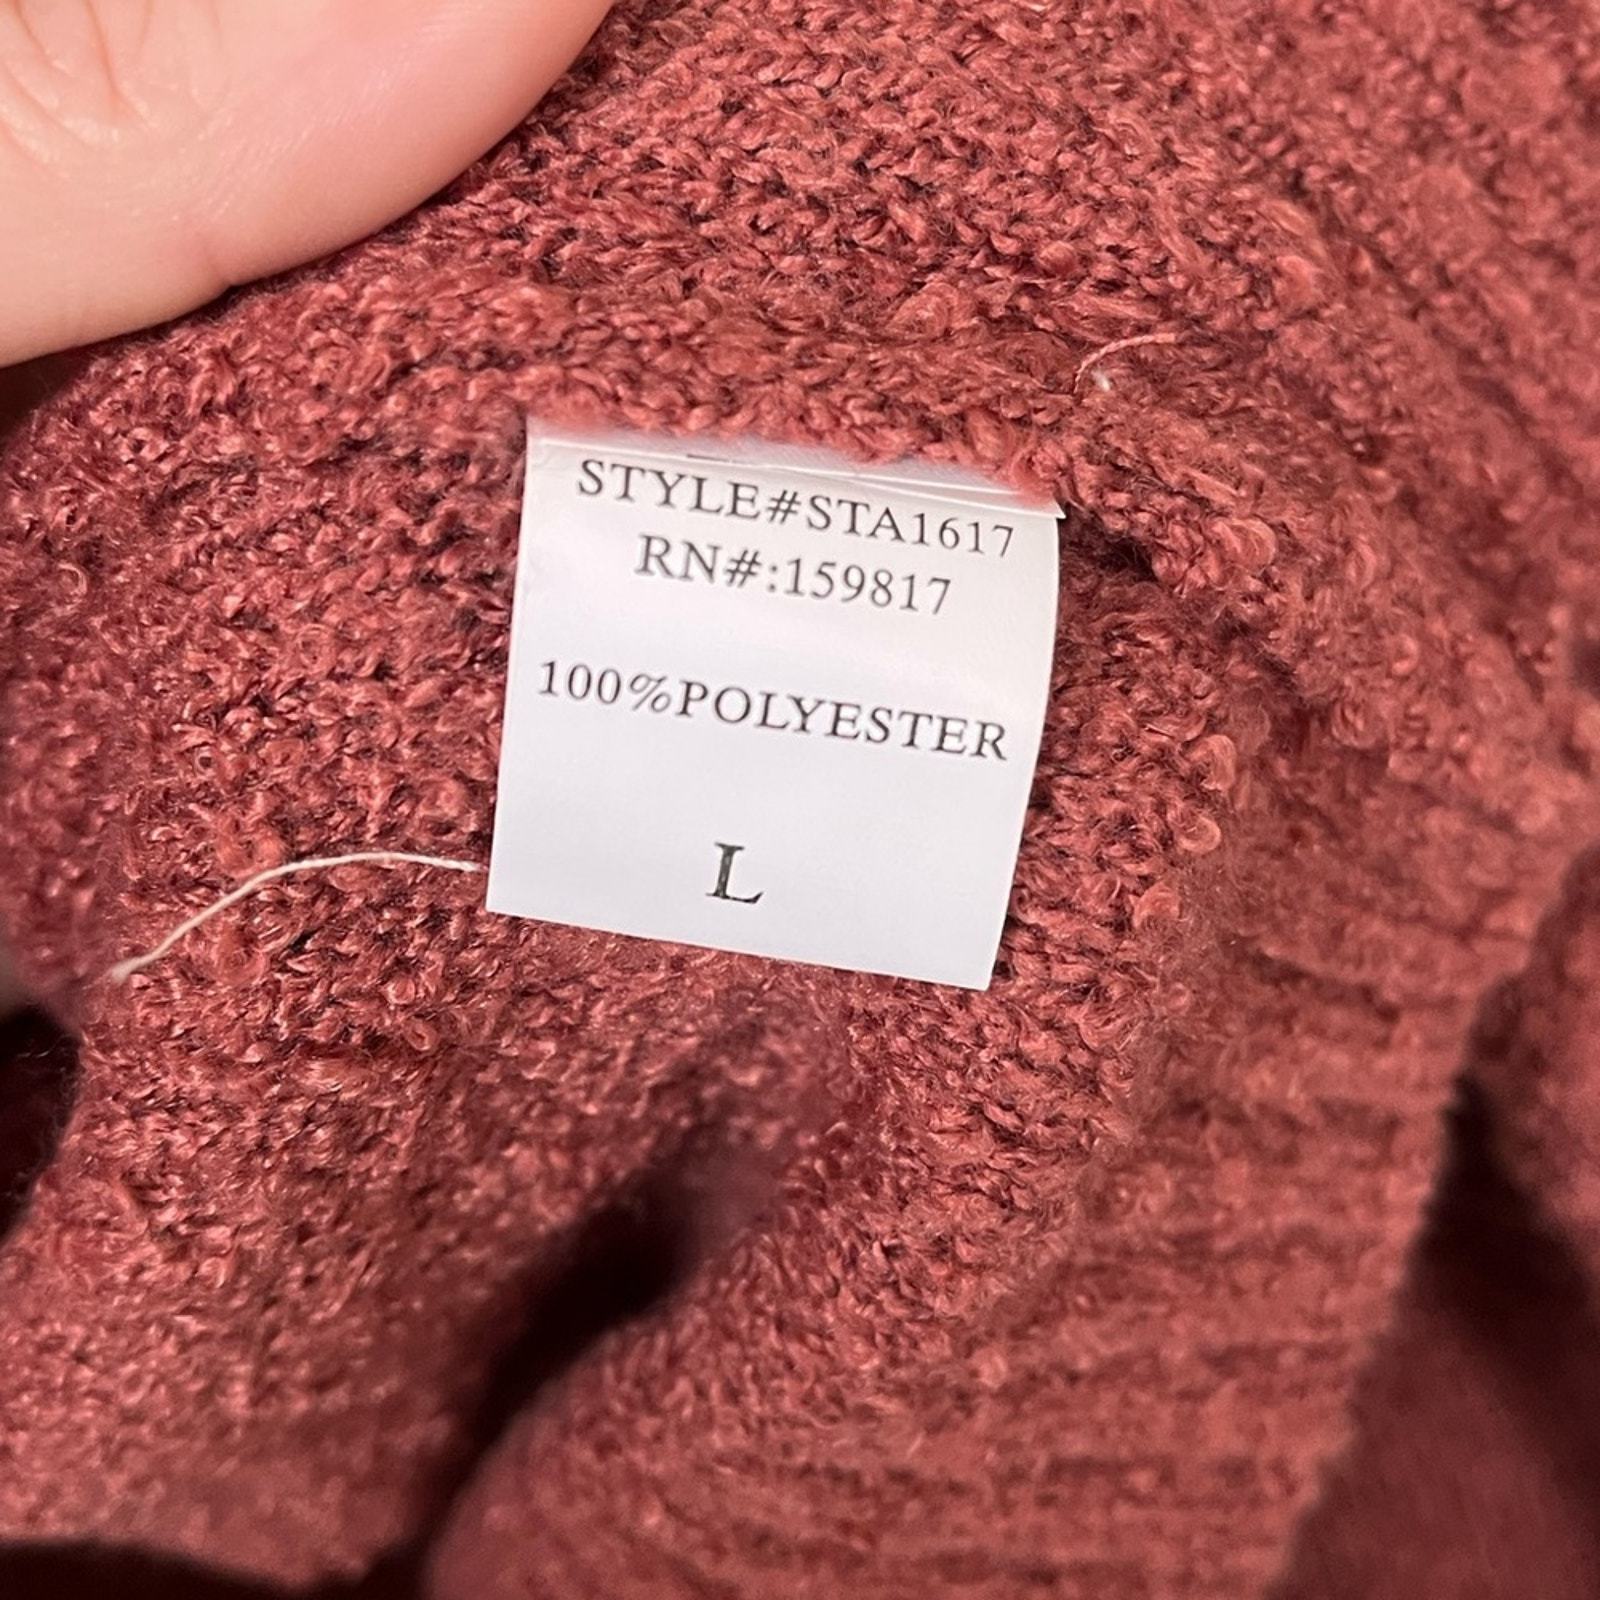 STYLE#STA1617
RN#:159817
100%POLYESTER
L